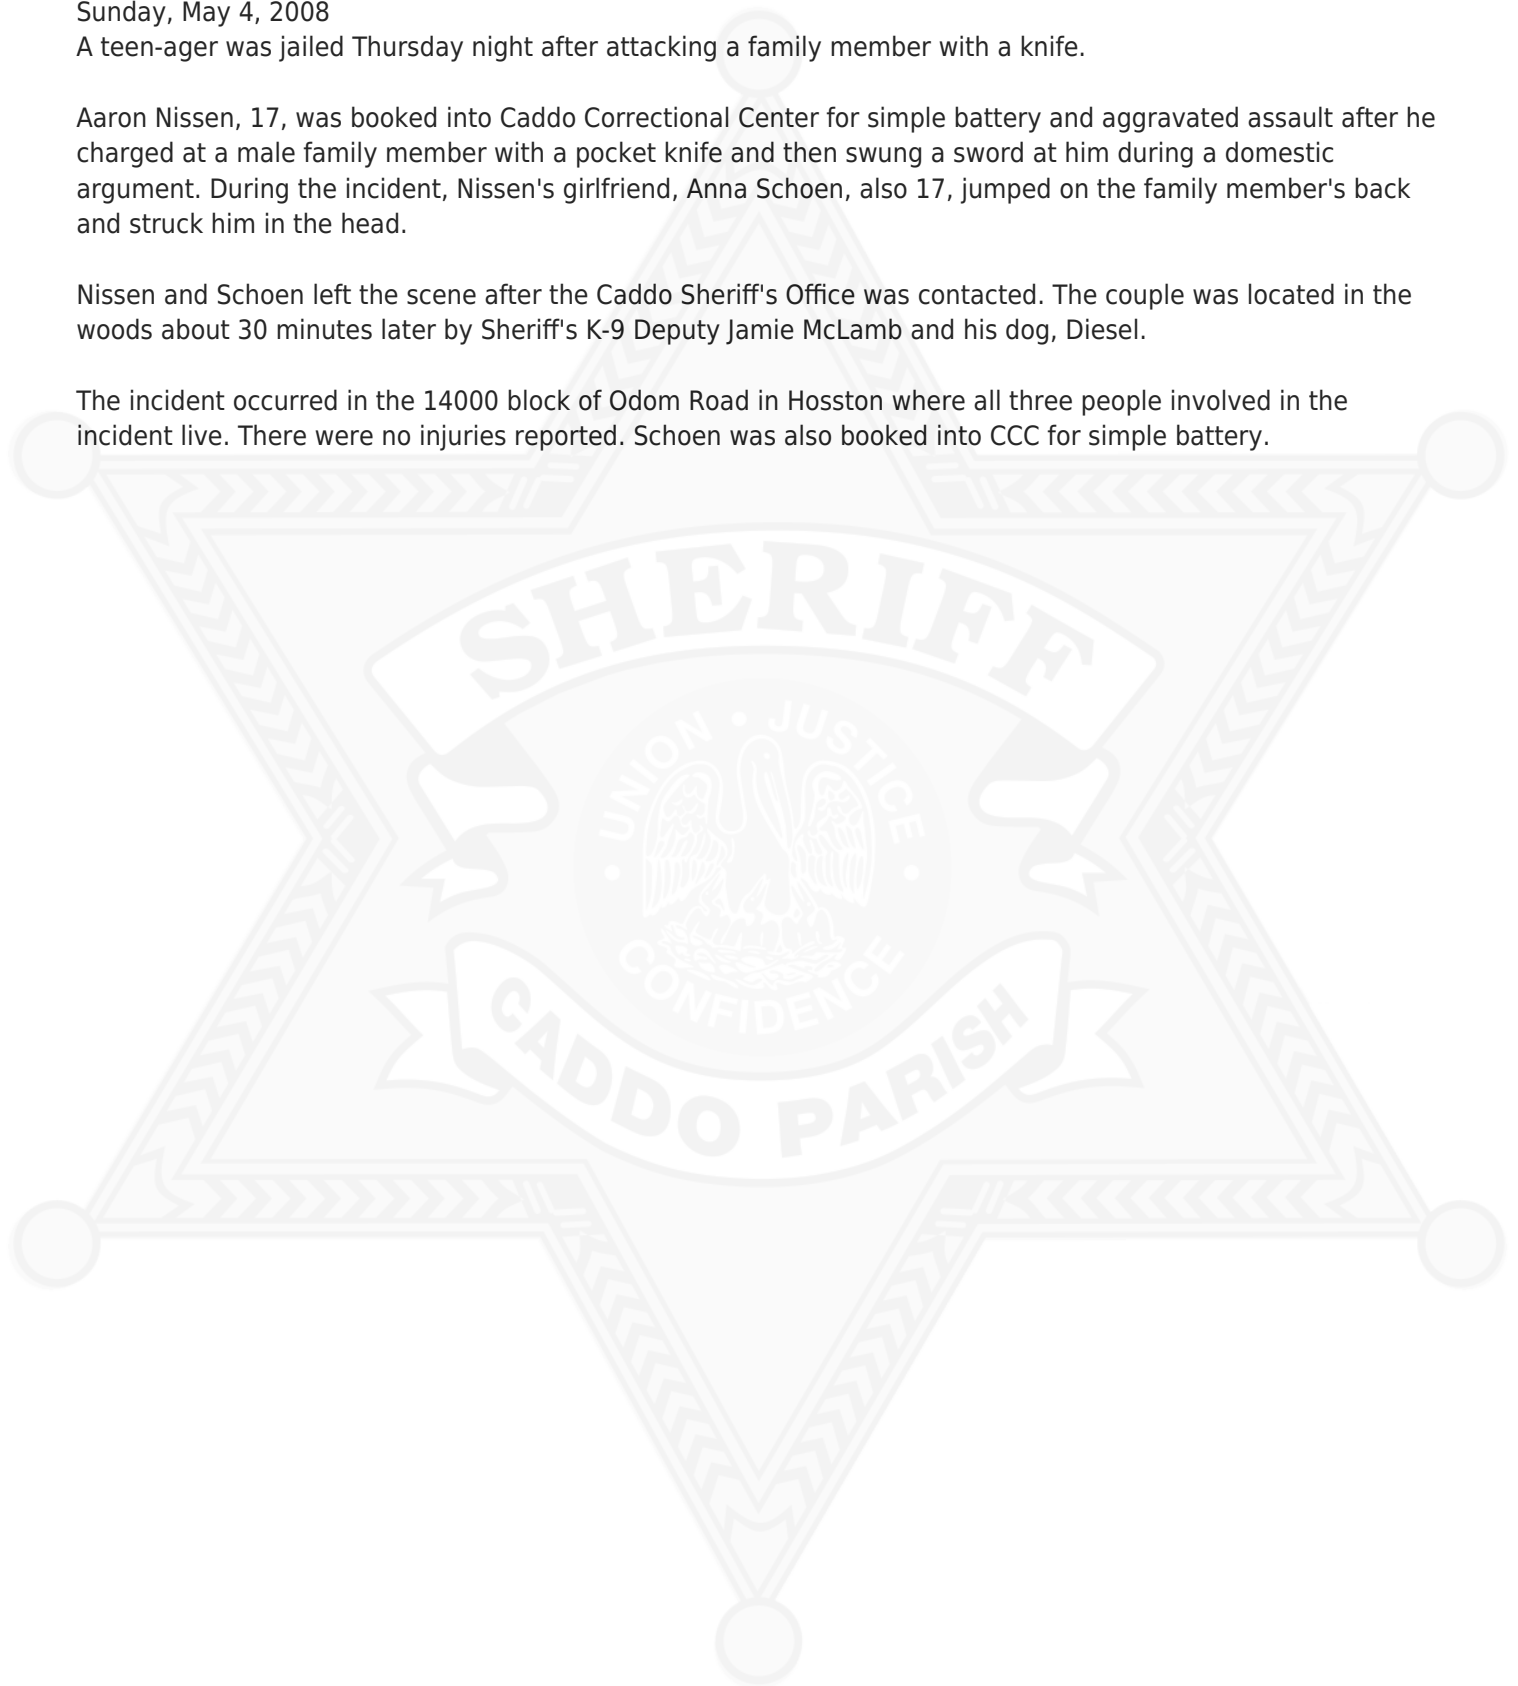 Sunday, May 4, 2008
A teen-ager was jailed Thursday night after attacking a family member with a knife.
Aaron Nissen, 17, was booked into Caddo Correctional Center for simple battery and aggravated assault after he
charged at a male family member with a pocket knife and then swung a sword at him during a domestic
argument. During the incident, Nissen's girlfriend, Anna Schoen, also 17, jumped on the family member's back
and struck him in the head.
Nissen and Schoen left the scene after the Caddo Sheriff's Office was contacted. The couple was located in the
woods about 30 minutes later by Sheriff's K-9 Deputy Jamie McLamb and his dog, Diesel.
The incident occurred in the 14000 block of Odom Road in Hosston where all three people involved in the
incident live. There were no injuries reported. Schoen was also booked into CCC for simple battery.
SHERIFF
UNION • JUSTICE
• CONFIDENCE •
CADDO PARISH